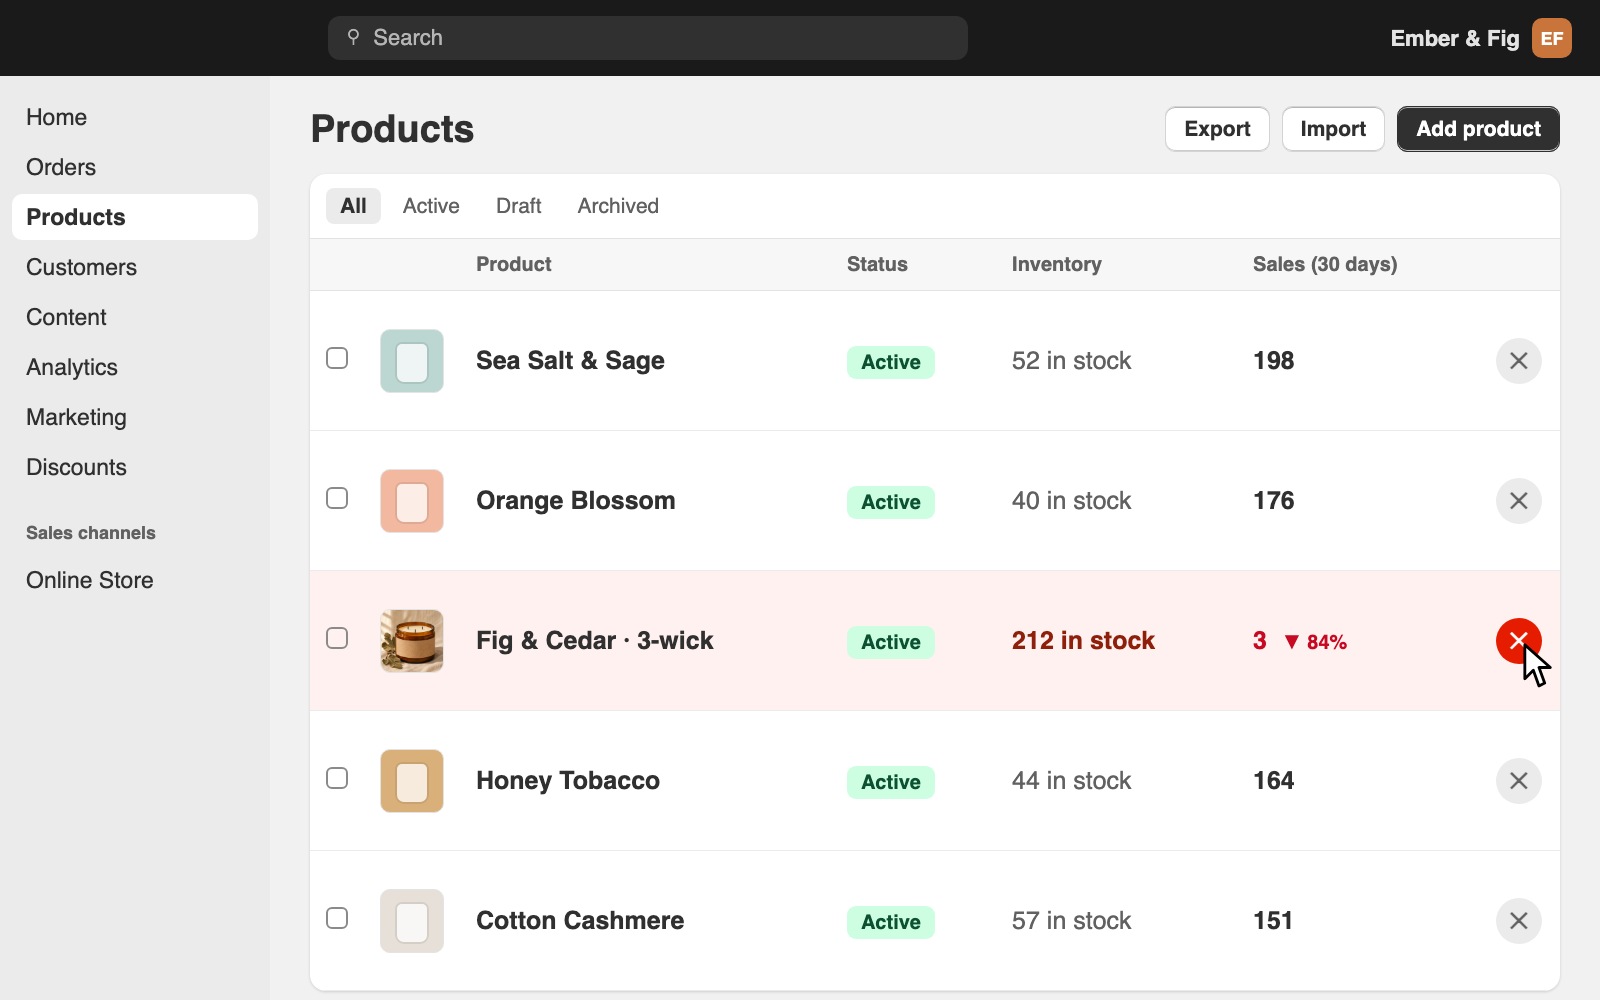 Search
Ember & Fig
EF
Home
Orders
Products
Customers
Content
Analytics
Marketing
Discounts
Sales channels
Online Store
Products
Export
Import
Add product
All
Active
Draft
Archived
Product
Status
Inventory
Sales (30 days)
Sea Salt & Sage
Active
52 in stock
198
Orange Blossom
Active
40 in stock
176
Fig & Cedar · 3-wick
Active
212 in stock
3 ▼ 84%
Honey Tobacco
Active
44 in stock
164
Cotton Cashmere
Active
57 in stock
151